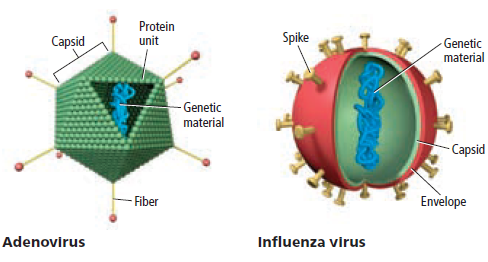 Capsid
Protein
unit
Genetic
material
Fiber
Adenovirus
Spike
Genetic
material
Capsid
Envelope
Influenza virus